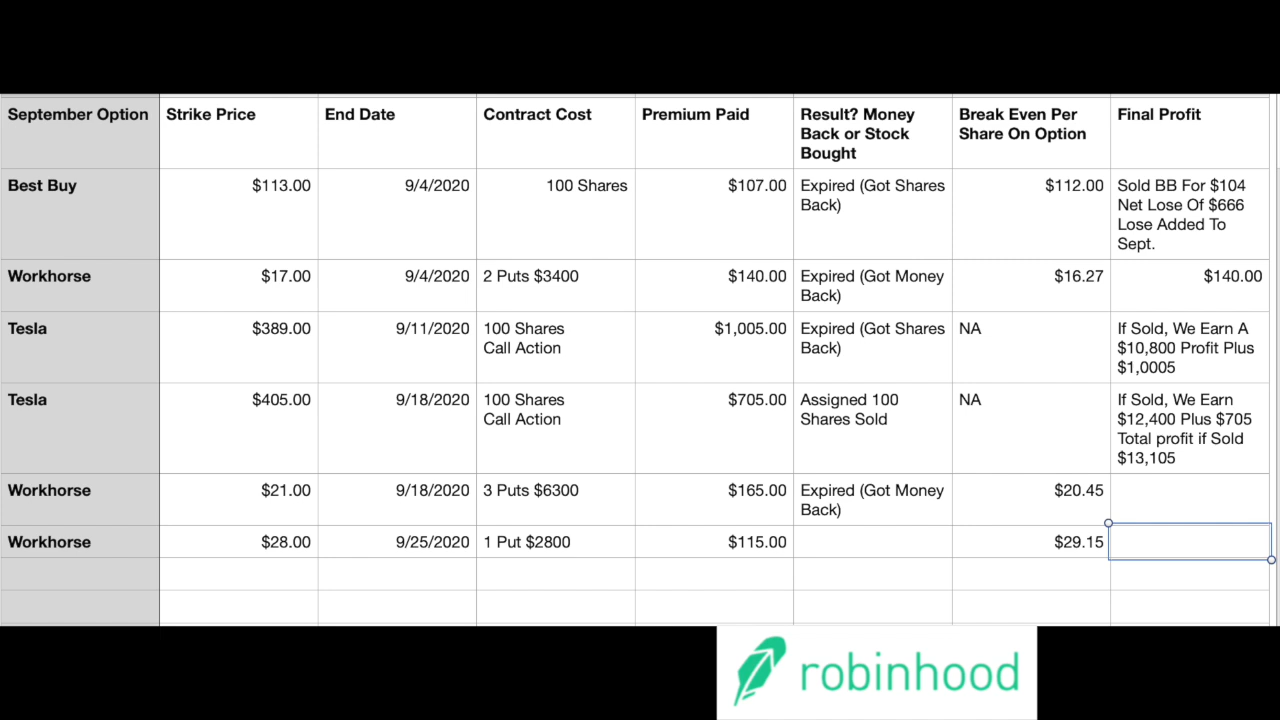 September Option Strike Price End Date Contract Cost Premium Paid Result? Money Break Even Per Final Profit
Back or Stock Share On Option
Bought
Best Buy $113.00 9/4/2020 100 Shares $107.00 Expired (Got Shares $112.00 Sold BB For $104
Back) Net Lose Of $666
Lose Added To
Sept.
Workhorse $17.00 9/4/2020 2 Puts $3400 $140.00 Expired (Got Money $16.27 $140.00
Back)
Tesla $389.00 9/11/2020 100 Shares $1,005.00 Expired (Got Shares NA If Sold, We Earn A
Call Action Back) $10,800 Profit Plus
$1,0005
Tesla $405.00 9/18/2020 100 Shares $705.00 Assigned 100 NA If Sold, We Earn
Call Action Shares Sold $12,400 Plus $705
Total profit if Sold
$13,105
Workhorse $21.00 9/18/2020 3 Puts $6300 $165.00 Expired (Got Money $20.45
Back)
Workhorse $28.00 9/25/2020 1 Put $2800 $115.00 $29.15
robinhood